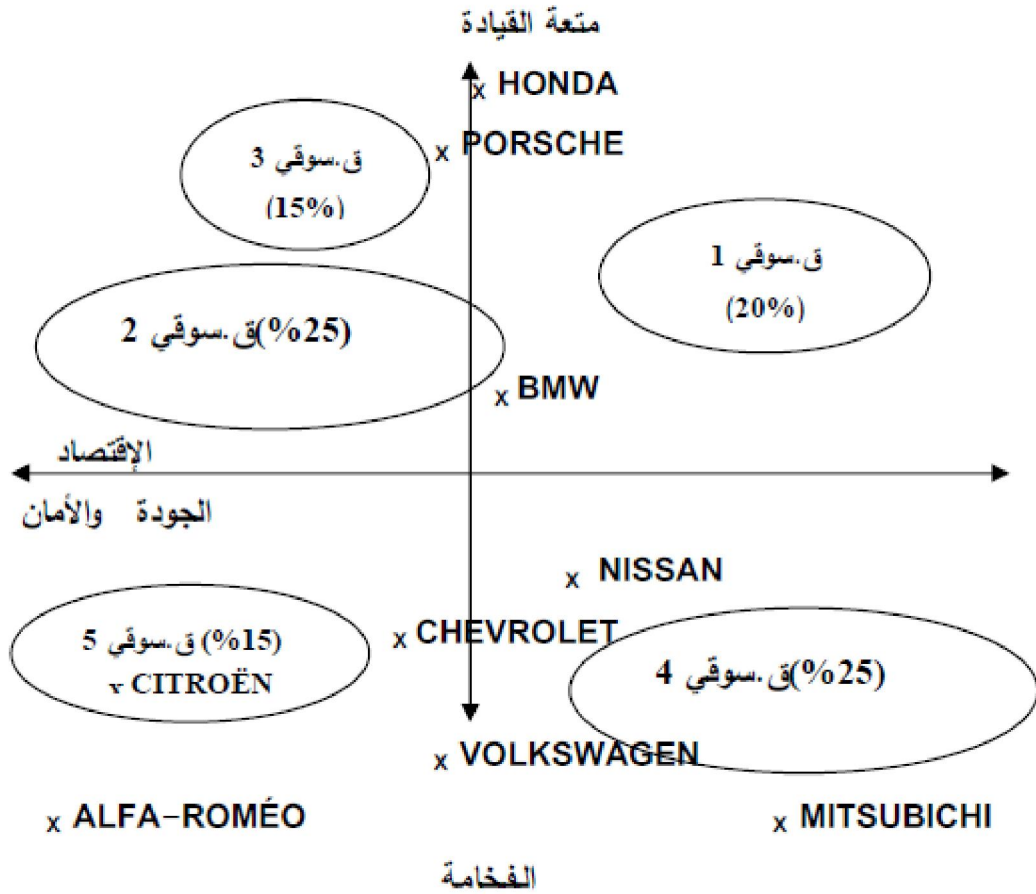 متعة القيادة
x HONDA
x PORSCHE
ق.سوقي 3
(15%)
ق.سوقي 1
(20%)
ق.سوقي 2 (%25)
x BMW
الإقتصاد
الجودة والأمان
x NISSAN
x CHEVROLET
ق.سوقي 5 (%15)
x CITROËN
ق.سوقي 4 (%25)
x VOLKSWAGEN
x ALFA-ROMÉO
x MITSUBICHI
الفخامة